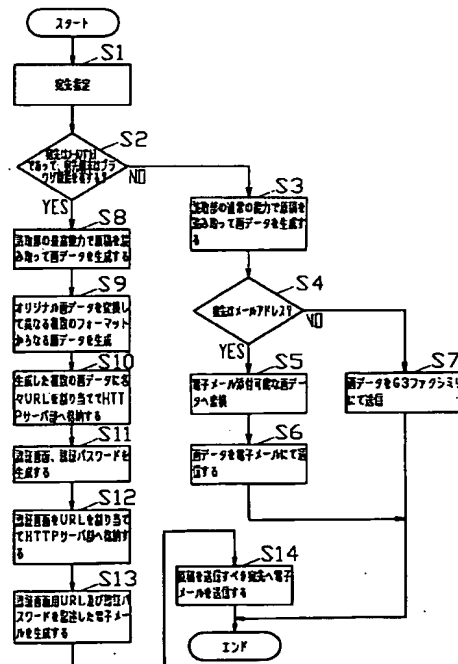 スタート
S1
宛先指定
S2
NO
YES
S3
読取部の通常の能力で原稿を
読み取って画データを生成す
る
S8
読取部の最高能力で原稿を読
み取って画データを生成する
S9
オリジナル画データを変換し
て異なる複数のフォーマット
からなる画データを生成
S4
宛先はメールアドレス?
NO
YES
S10
生成した複数の画データに各
々URLを割り当ててHTT
Pサーバ部へ格納する
S5
電子メール添付可能な画デー
タへ変換
S7
画データをG3ファクシミリ
にて送信
S11
認証画面、認証パスワードを
生成する
S6
画データを電子メールにて送
信する
S12
認証画面をURLを割り当て
てHTTPサーバ部へ格納する
S13
認証画面用URL及び認証パ
スワードを記述した電子メー
ルを生成する
S14
原稿を送信すべき宛先へ電子
メールを送信する
エンド